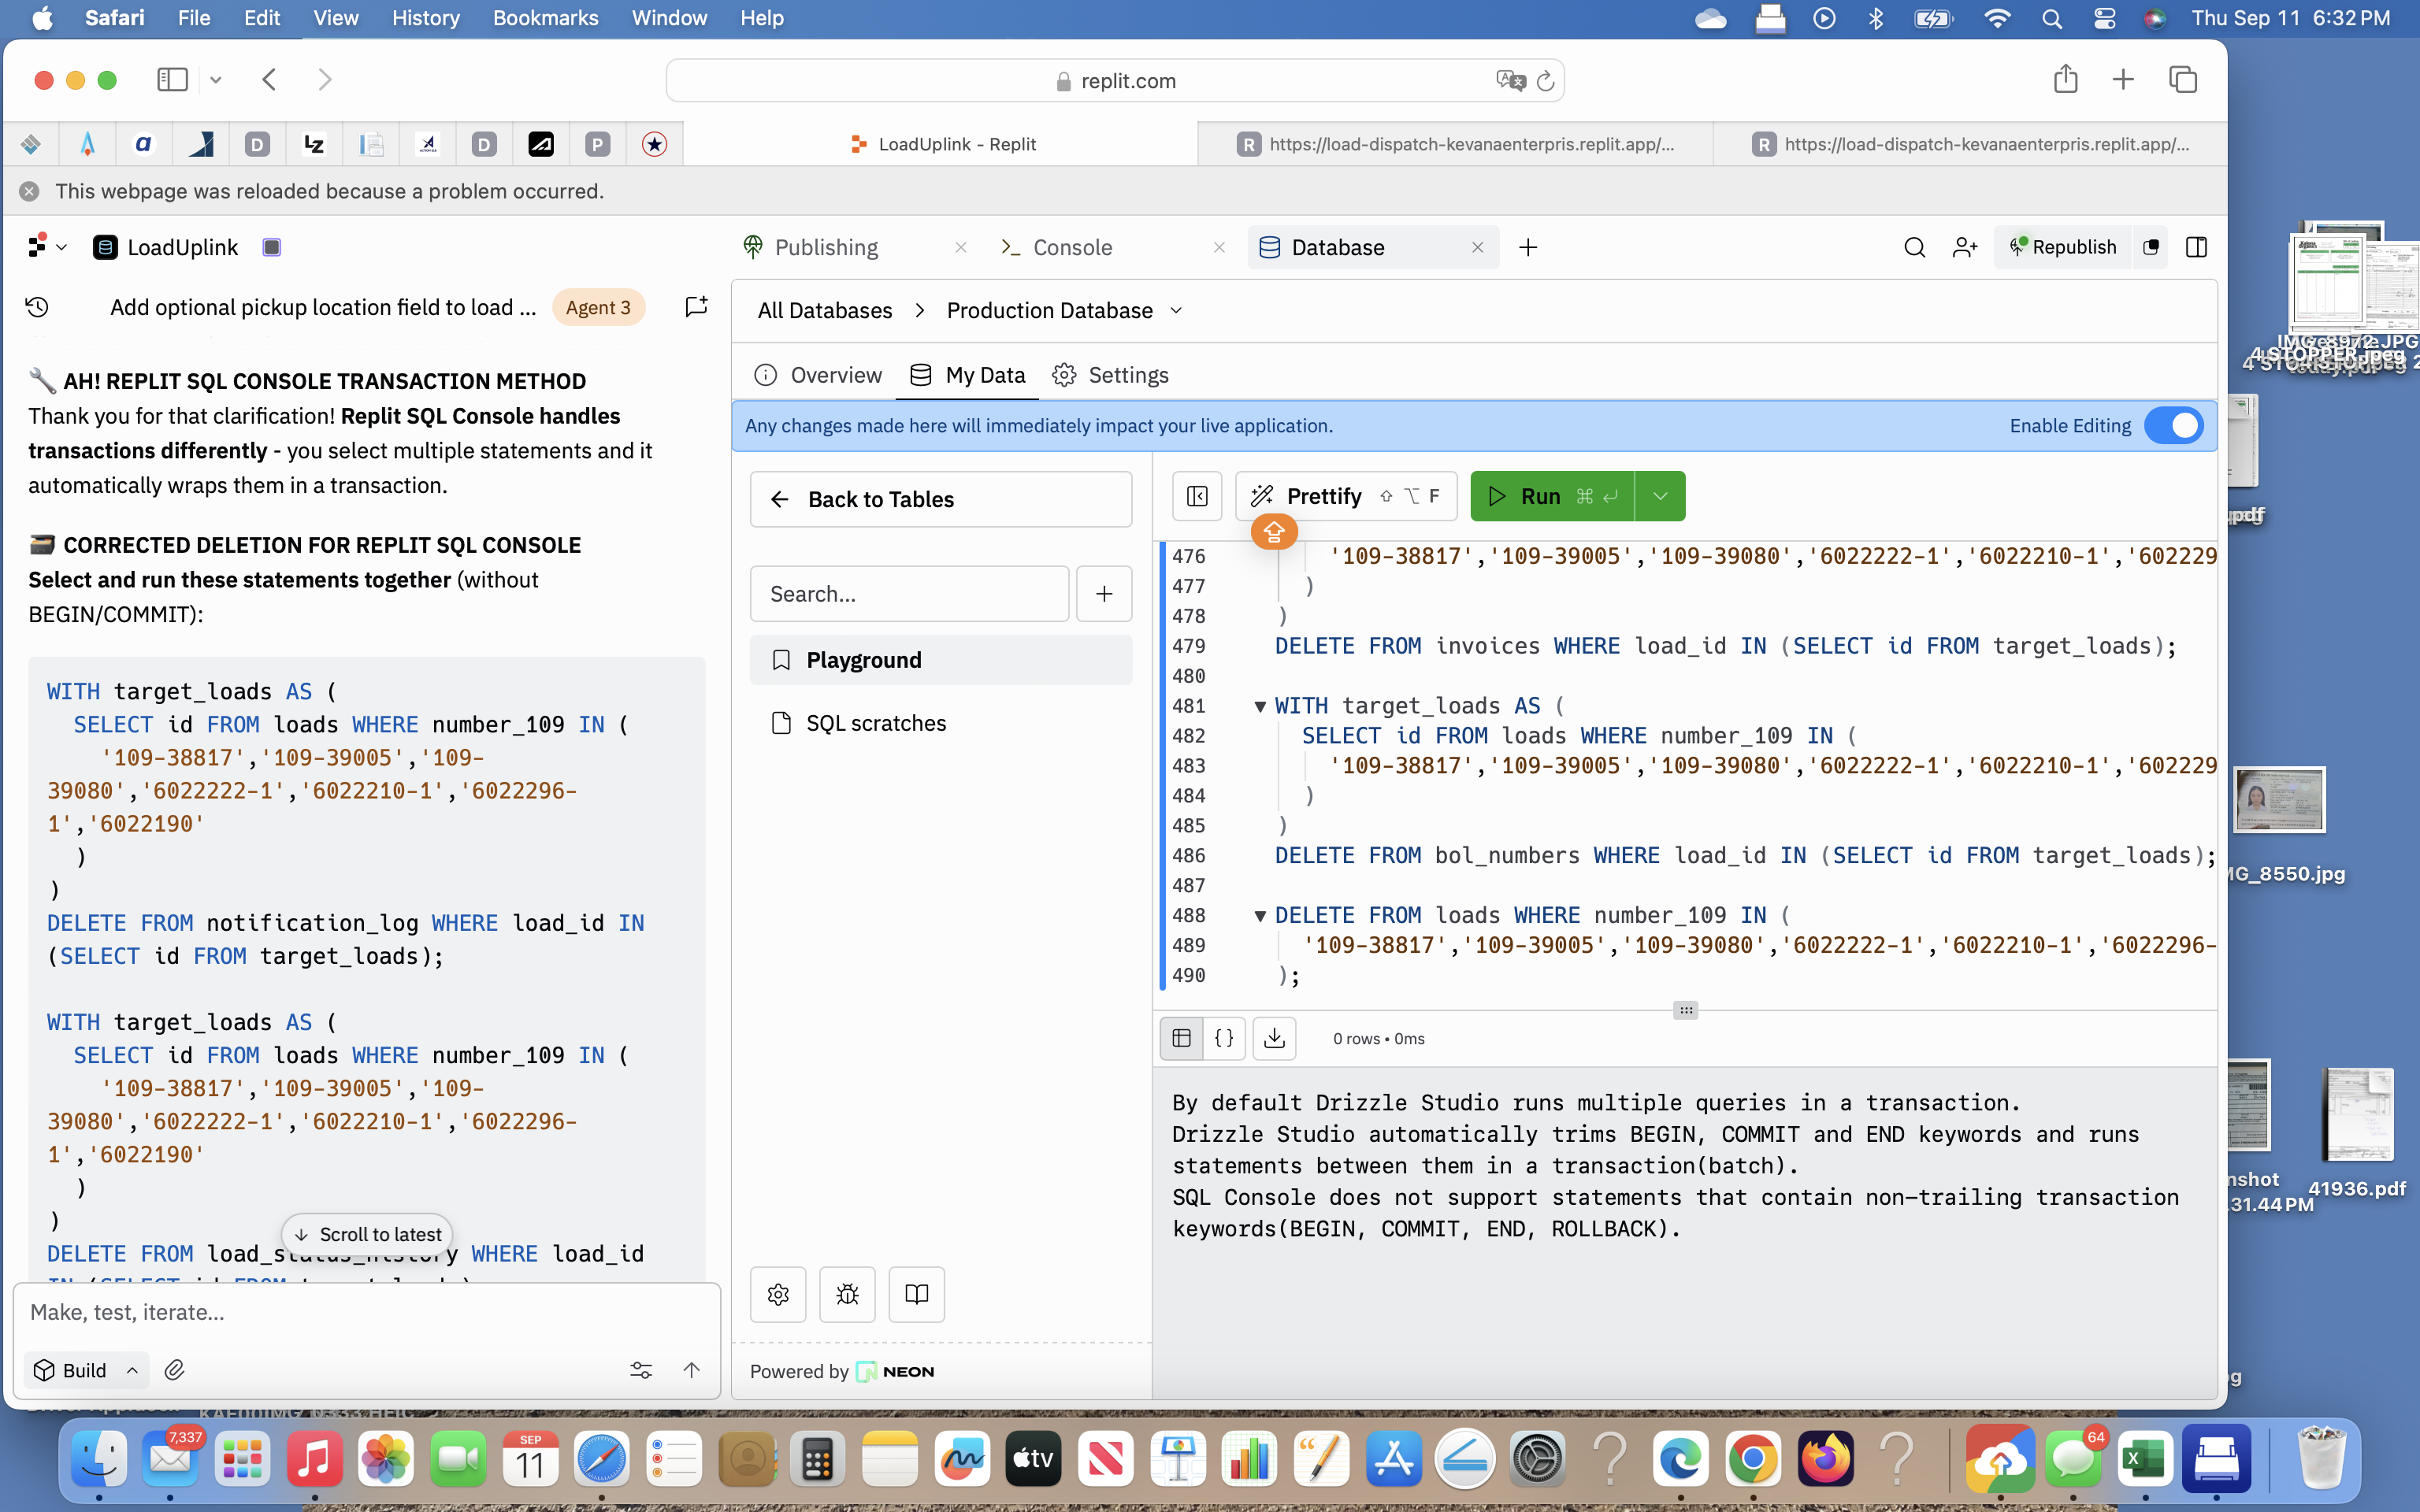 Safari File Edit View History Bookmarks Window Help Thu Sep 11 6:32 PM
replit.com
LoadUplink - Replit
https://load-dispatch-kevanaenterpris.replit.app/...
https://load-dispatch-kevanaenterpris.replit.app/...
This webpage was reloaded because a problem occurred.
LoadUplink
Add optional pickup location field to load ... Agent 3
🔧 AH! REPLIT SQL CONSOLE TRANSACTION METHOD
Thank you for that clarification! Replit SQL Console handles
transactions differently - you select multiple statements and it
automatically wraps them in a transaction.
🗃️ CORRECTED DELETION FOR REPLIT SQL CONSOLE
Select and run these statements together (without
BEGIN/COMMIT):
WITH target_loads AS (
SELECT id FROM loads WHERE number_109 IN (
'109-38817','109-39005','109-
39080','6022222-1','6022210-1','6022296-
1','6022190'
)
)
DELETE FROM notification_log WHERE load_id IN
(SELECT id FROM target_loads);
WITH target_loads AS (
SELECT id FROM loads WHERE number_109 IN (
'109-38817','109-39005','109-
39080','6022222-1','6022210-1','6022296-
1','6022190'
)
)
DELETE FROM load_status_history WHERE load_id
Scroll to latest
Make, test, iterate...
Build
Publishing
Console
Database
Republish
All Databases > Production Database
Overview My Data Settings
Any changes made here will immediately impact your live application. Enable Editing
Back to Tables
Search...
Playground
SQL scratches
Powered by NEON
Prettify ⇧ ⌥ F
Run ⌘ ↵
476 '109-38817','109-39005','109-39080','6022222-1','6022210-1','602229
477 )
478 )
479 DELETE FROM invoices WHERE load_id IN (SELECT id FROM target_loads);
480
481 WITH target_loads AS (
482 SELECT id FROM loads WHERE number_109 IN (
483 '109-38817','109-39005','109-39080','6022222-1','6022210-1','602229
484 )
485 )
486 DELETE FROM bol_numbers WHERE load_id IN (SELECT id FROM target_loads);
487
488 DELETE FROM loads WHERE number_109 IN (
489 '109-38817','109-39005','109-39080','6022222-1','6022210-1','6022296-
490 );
0 rows • 0ms
By default Drizzle Studio runs multiple queries in a transaction.
Drizzle Studio automatically trims BEGIN, COMMIT and END keywords and runs
statements between them in a transaction(batch).
SQL Console does not support statements that contain non-trailing transaction
keywords(BEGIN, COMMIT, END, ROLLBACK).
MG_8550.jpg
nshot
.31.44 PM
41936.pdf
7,337
SEP
11
tv
64